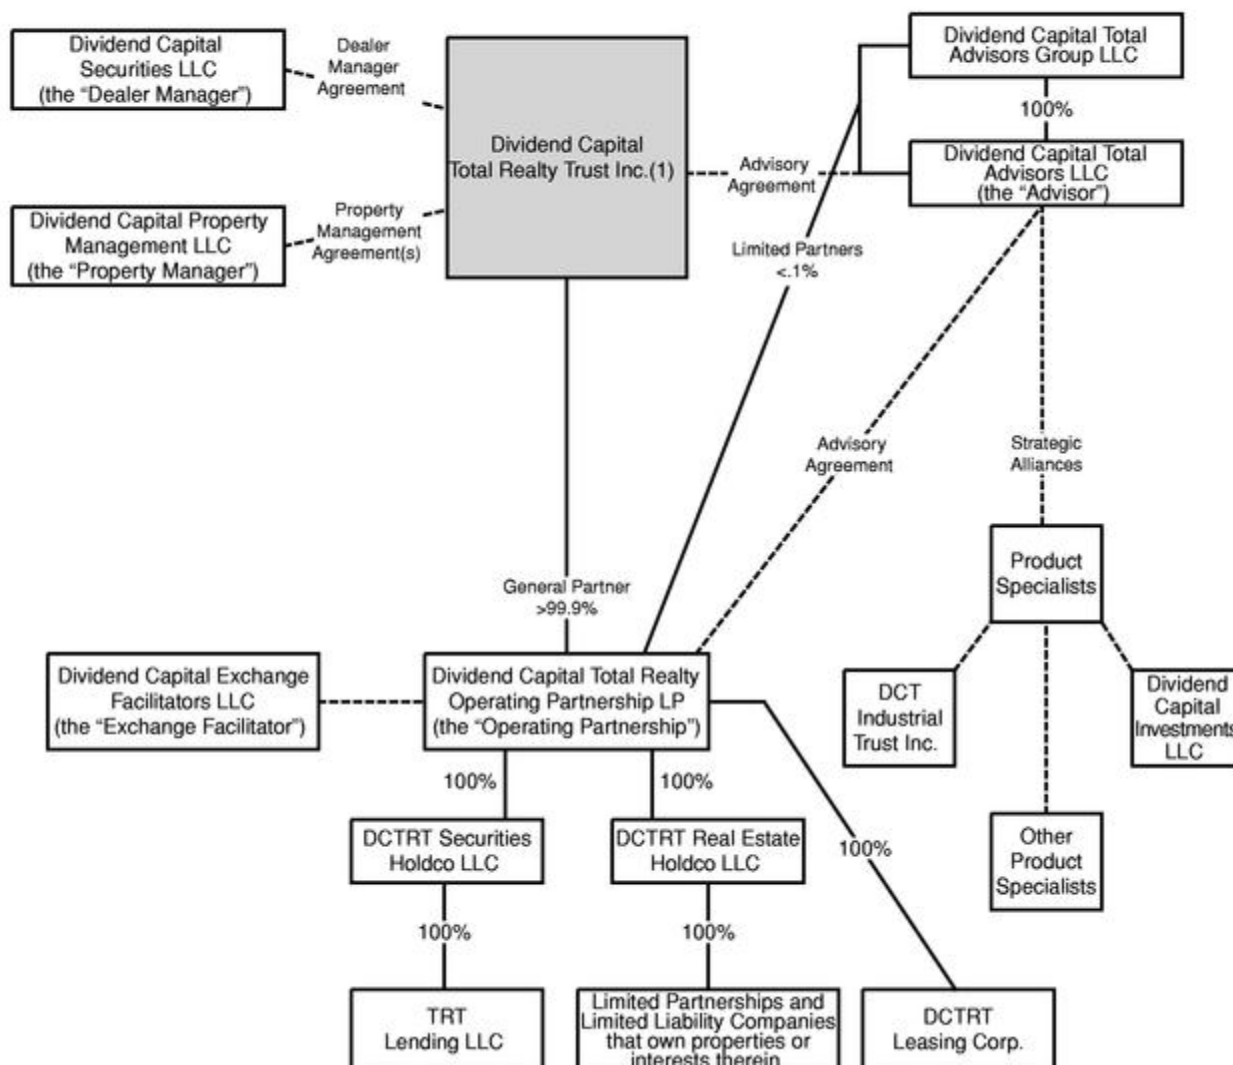 Dividend Capital
Securities LLC
(the “Dealer Manager”)
Dealer
Manager
Agreement
Dividend Capital
Total Realty Trust Inc.(1)
Dividend Capital Total
Advisors Group LLC
100%
Advisory
Agreement
Dividend Capital Total
Advisors LLC
(the “Advisor”)
Dividend Capital Property
Management LLC
(the “Property Manager”)
Property
Management
Agreement(s)
Limited Partners
<.1%
Advisory
Agreement
Strategic
Alliances
Product
Specialists
General Partner
>99.9%
Dividend Capital Exchange
Facilitators LLC
(the “Exchange Facilitator”)
Dividend Capital Total Realty
Operating Partnership LP
(the “Operating Partnership”)
DCT
Industrial
Trust Inc.
Dividend
Capital
Investments
LLC
100%
100%
DCTRT Securities
Holdco LLC
DCTRT Real Estate
Holdco LLC
100%
Other
Product
Specialists
100%
100%
TRT
Lending LLC
Limited Partnerships and
Limited Liability Companies
that own properties or
interests therein
DCTRT
Leasing Corp.